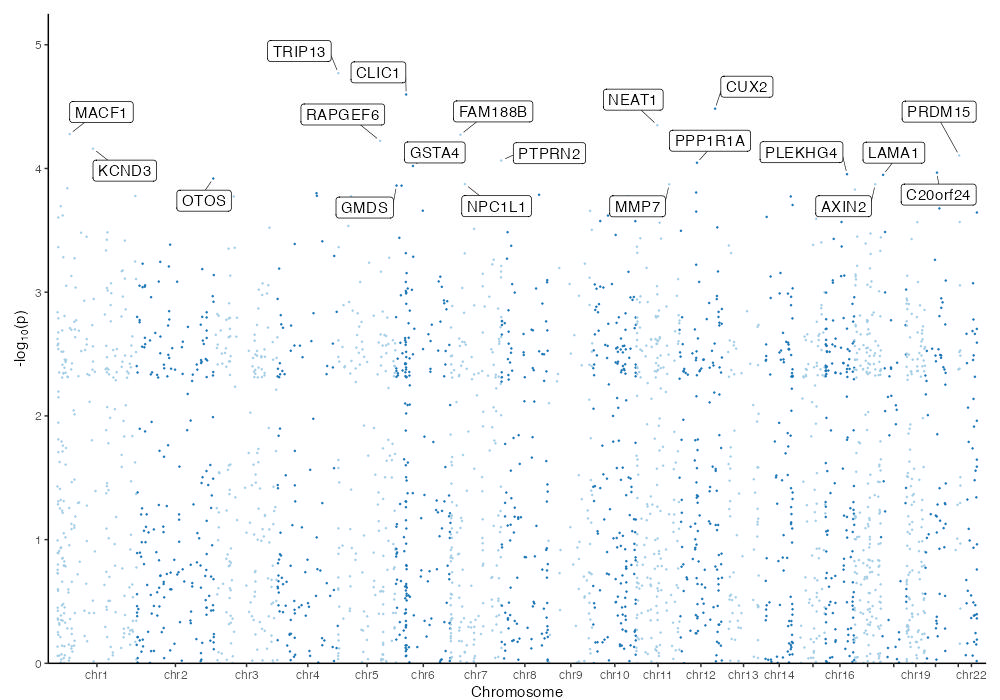 5
TRIP13
CLIC1
CUX2
NEAT1
MACF1
RAPGEF6
FAM188B
PRDM15
PPP1R1A
GSTA4
PTPRN2
PLEKHG4
LAMA1
4
KCND3
OTOS
GMDS
NPC1L1
MMP7
AXIN2
C20orf24
3
-log10(p)
2
1
0
chr1 chr2 chr3 chr4 chr5 chr6 chr7 chr8 chr9 chr10 chr11 chr12 chr13 chr14 chr16 chr19 chr22
Chromosome